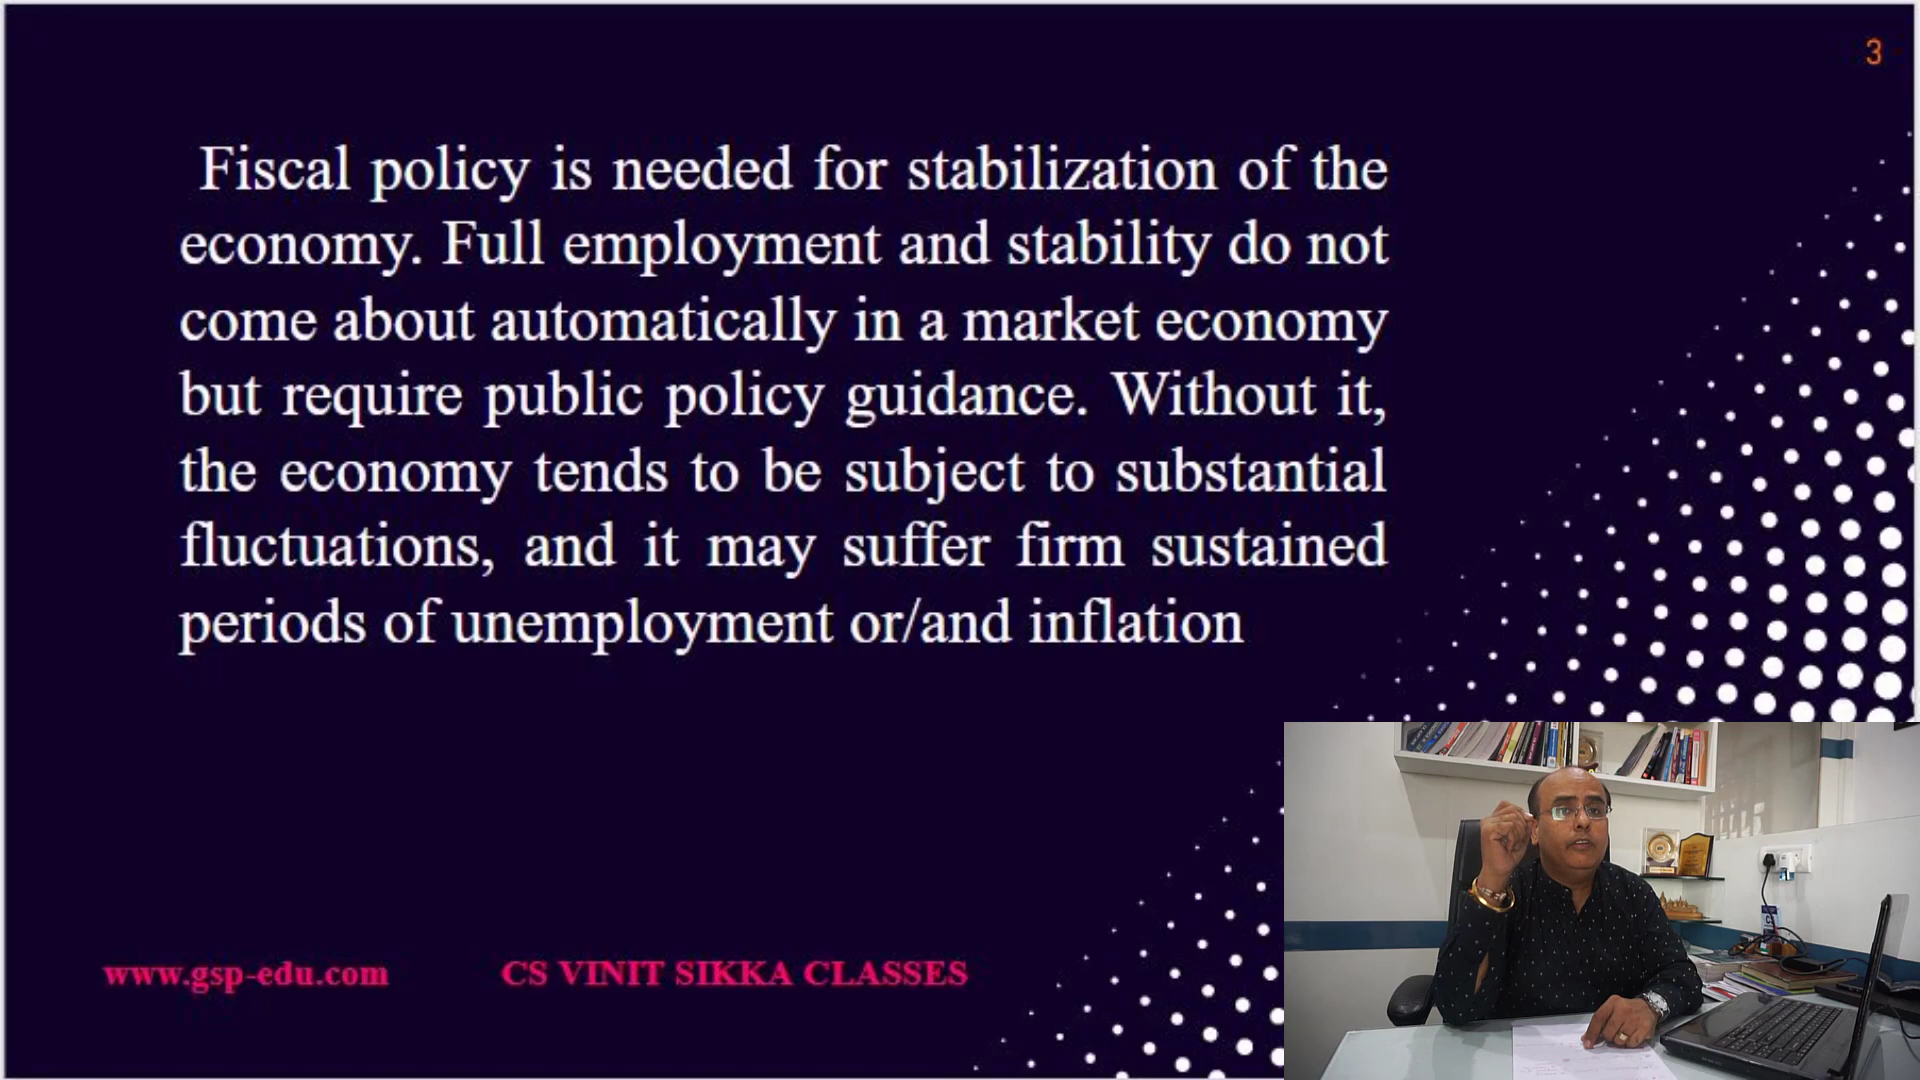 3
Fiscal policy is needed for stabilization of the
economy. Full employment and stability do not
come about automatically in a market economy
but require public policy guidance. Without it,
the economy tends to be subject to substantial
fluctuations, and it may suffer firm sustained
periods of unemployment or/and inflation
www.gsp-edu.com
CS VINIT SIKKA CLASSES